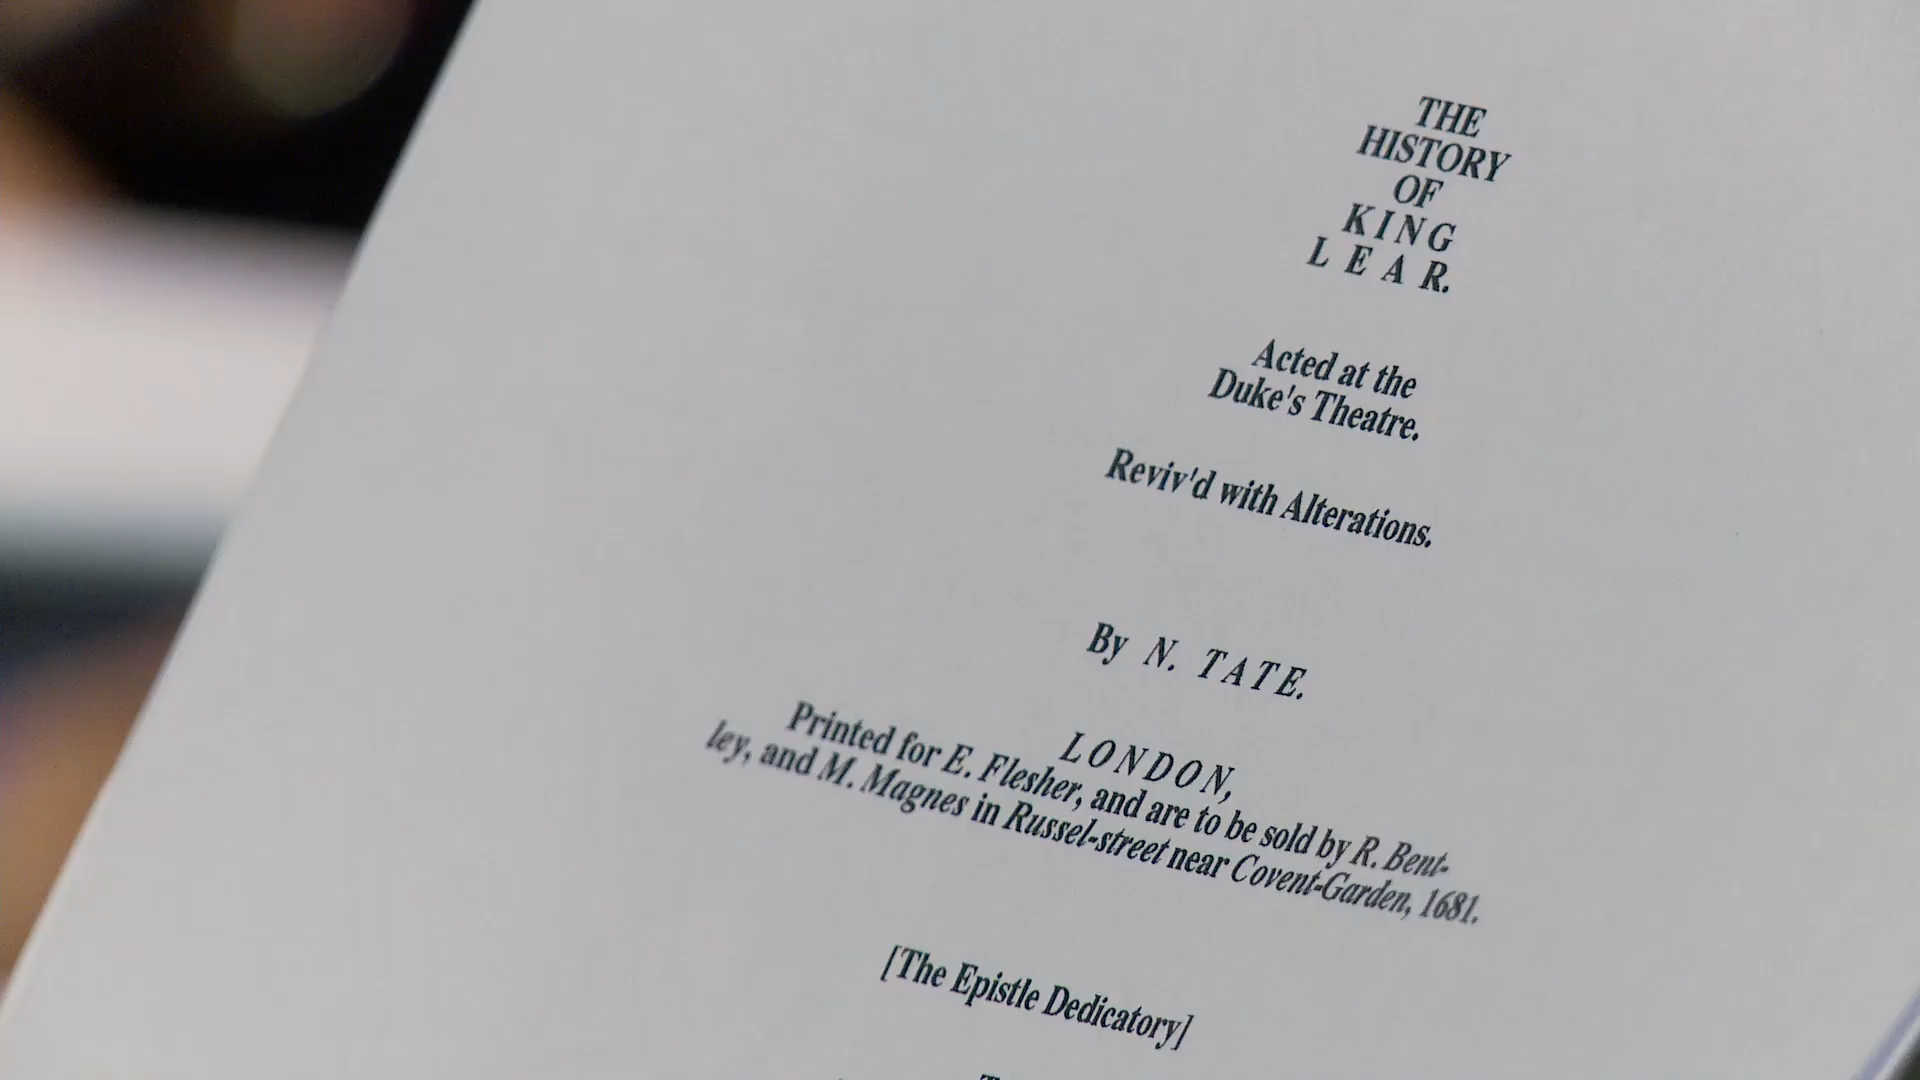 THE
HISTORY
OF
KING
LEAR.
Acted at the
Duke's Theatre.
Reviv'd with Alterations.
By N. TATE.
LONDON,
Printed for E. Flesher, and are to be sold by R. Bent-
ley, and M. Magnes in Russel-street near Covent-Garden, 1681.
[The Epistle Dedicatory]